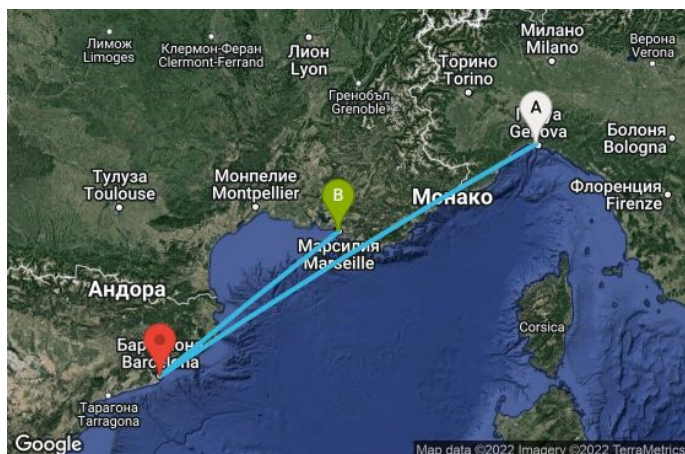 Лимож
Limoges
Клермон-Феран
Clermont-Ferrand
Лион
Lyon
Милано
Milano
Верона
Verona
Торино
Torino
Гренобъл
Grenoble
A
Genova
Болоня
Bologna
Тулуза
Toulouse
Монпелие
Montpellier
B
Монако
Флоренция
Firenze
Марсилия
Marseille
Андора
Corsica
Barcelona
Тарагона
Tarragona
Google
Map data ©2022 Imagery ©2022 TerraMetrics